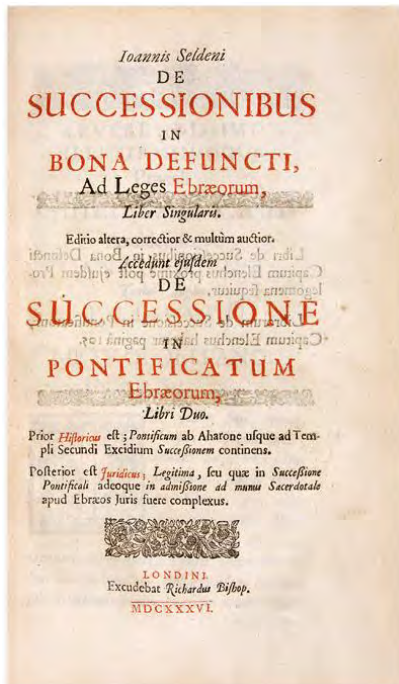 Ioannis Seldeni
DE
SUCCESSIONIBUS
IN
BONA DEFUNCTI,
Ad Leges Ebræorum,
Liber Singularis.
Editio altera, correctior & multùm auctior.
Accedunt ejusdem
DE
SUCCESSIONE
IN
PONTIFICATUM
Ebræorum,
Libri Duo.
Prior Historicus est; Pontificum ab Aharone usque ad Tem-
pli Secundi Excidium Successionem continens.
Posterior est Juridicus, Legitima, seu quæ in Successione
Pontificali adeoque in admissione ad munus Sacerdotale
apud Ebræos Juris fuere complexus.
LONDINI.
Excudebat Richardus Bishop.
MDCXXXVI.